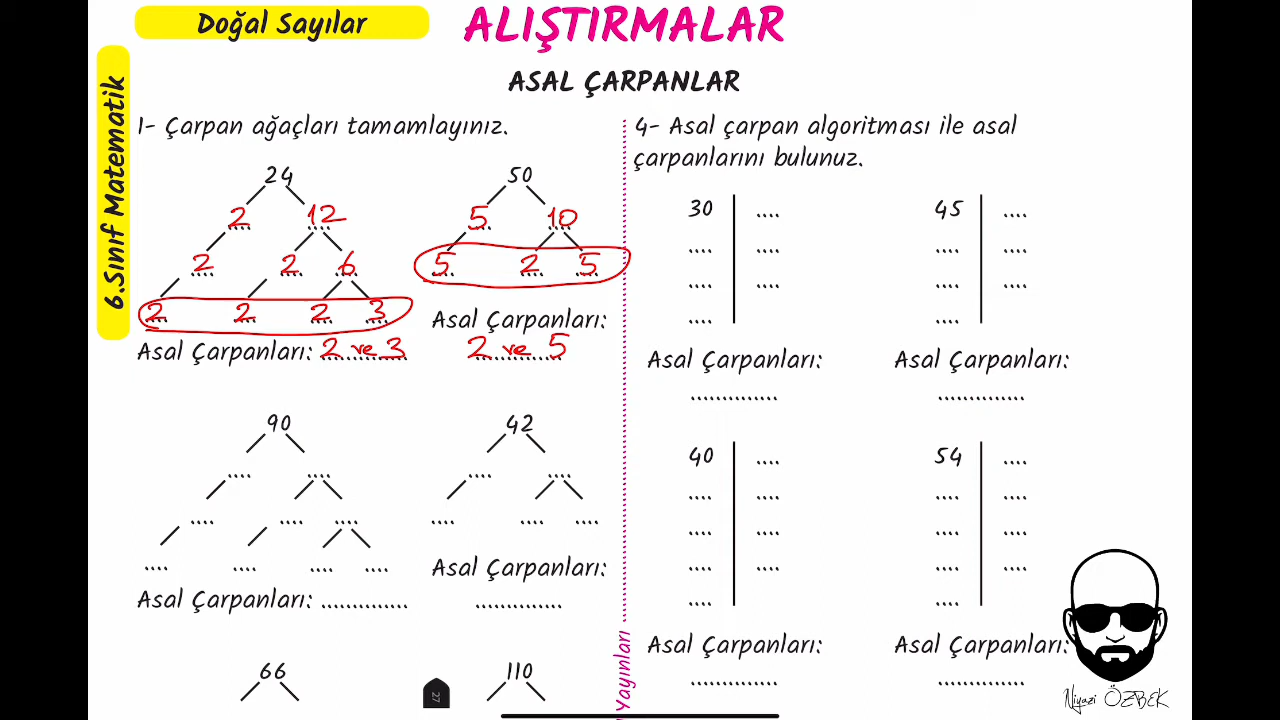 Doğal Sayılar
ALIŞTIRMALAR
6.Sınıf Matematik
ASAL ÇARPANLAR
1- Çarpan ağaçları tamamlayınız.
24
2 12
2 2 6
2 2 2 3
Asal Çarpanları: 2 ve 3
50
5 10
5 2 5
Asal Çarpanları:
2 ve 5
90
.... ....
.... .... ....
.... .... .... ....
Asal Çarpanları: ..............
42
.... ....
.... .... ....
Asal Çarpanları:
..............
66
110
27
Yayınları
4- Asal çarpan algoritması ile asal
çarpanlarını bulunuz.
30 ....
.... ....
.... ....
....
Asal Çarpanları:
..............
45 ....
.... ....
.... ....
....
Asal Çarpanları:
..............
40 ....
.... ....
.... ....
.... ....
....
Asal Çarpanları:
..............
54 ....
.... ....
.... ....
.... ....
....
Asal Çarpanları:
..............
Niyazi ÖZBEK